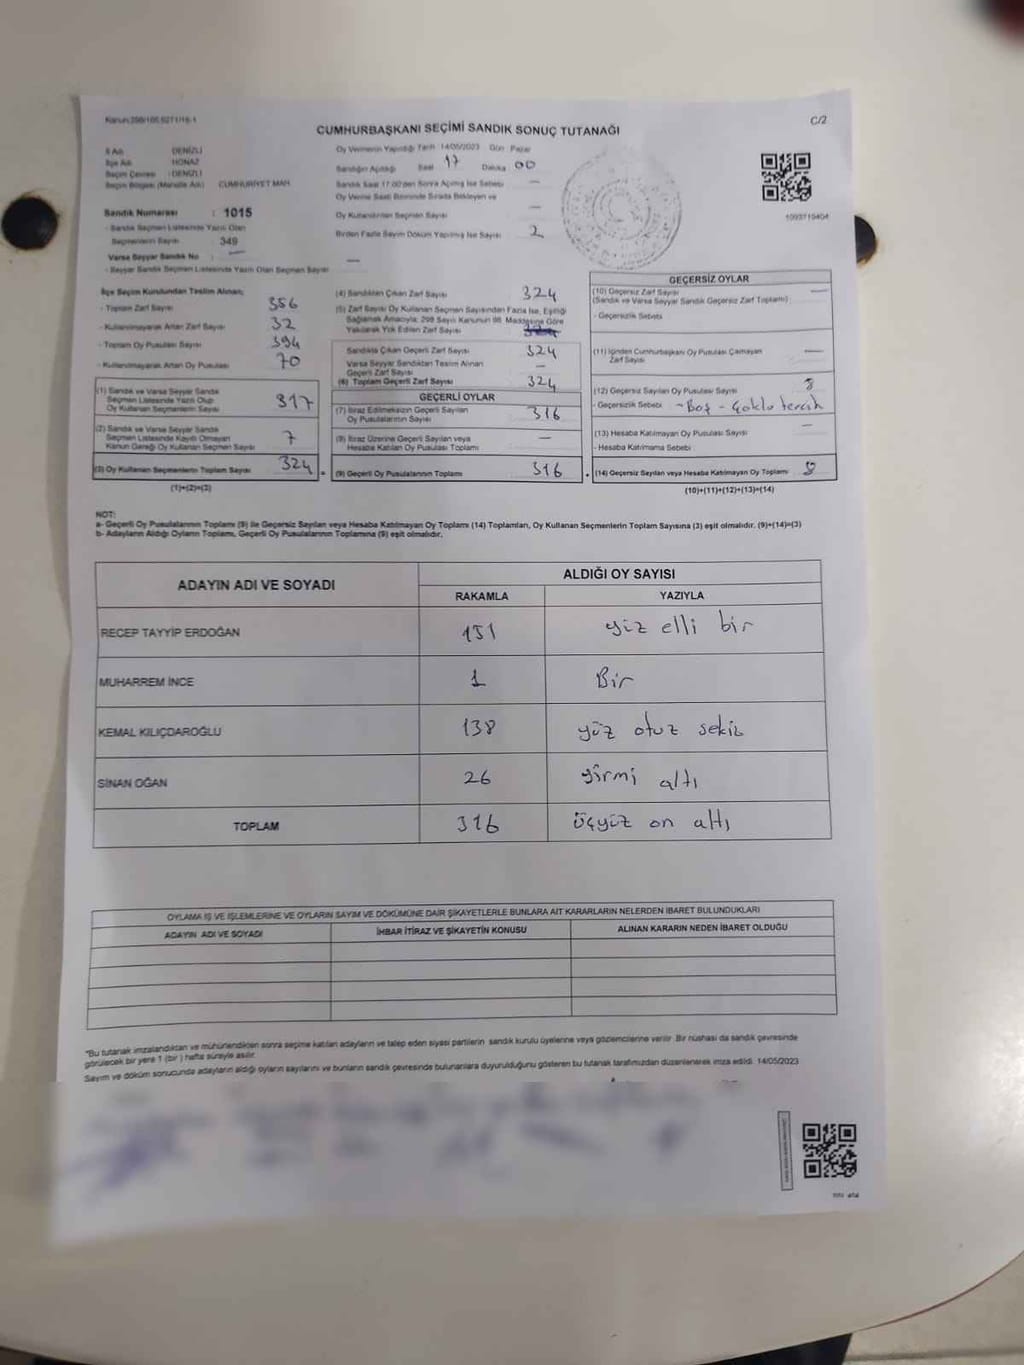 Kanun:298/105,6271/16-1
C/2
CUMHURBAŞKANI SEÇİMİ SANDIK SONUÇ TUTANAĞI
İl Adı : DENİZLİ
İlçe Adı : HONAZ
Seçim Çevresi : DENİZLİ
Seçim Bölgesi (Mahalle Adı) : CUMHURİYET MAH.
Sandık Numarası : 1015
- Sandık Seçmen Listesinde Yazılı Olan
Seçmenlerin Sayısı : 349
Varsa Seyyar Sandık No : —
- Seyyar Sandık Seçmen Listesinde Yazılı Olan Seçmen Sayısı : —
Oy Vermenin Yapıldığı Tarih 14/05/2023 Gün Pazar
Sandığın Açıldığı Saat 17 Dakika 00
Sandık Saat 17:00'den Sonra Açılmış İse Sebebi —
Oy Verme Saati Bitiminde Sırada Bekleyen ve
Oy Kullandırılan Seçmen Sayısı —
Birden Fazla Sayım Döküm Yapılmış İse Sayısı 2
1093719404
İlçe Seçim Kurulundan Teslim Alınan;
- Toplam Zarf Sayısı 356
- Kullanılmayarak Artan Zarf Sayısı 32
- Toplam Oy Pusulası Sayısı 394
- Kullanılmayarak Artan Oy Pusulası 70
(1) Sandık ve Varsa Seyyar Sandık
Seçmen Listesinde Yazılı Olup
Oy Kullanan Seçmenlerin Sayısı 317
(2) Sandık ve Varsa Seyyar Sandık
Seçmen Listesinde Kayıtlı Olmayan
Kanun Gereği Oy Kullanan Seçmen Sayısı 7
(3) Oy Kullanan Seçmenlerin Toplam Sayısı 324
(1)+(2)=(3)
(4) Sandıktan Çıkan Zarf Sayısı 324
(5) Zarf Sayısı Oy Kullanan Seçmen Sayısından Fazla İse, Eşitliği
Sağlamak Amacıyla; 298 Sayılı Kanunun 98. Maddesine Göre
Yakılarak Yok Edilen Zarf Sayısı
Sandıkta Çıkan Geçerli Zarf Sayısı 324
Varsa Seyyar Sandıktan Teslim Alınan
Geçerli Zarf Sayısı —
(6) Toplam Geçerli Zarf Sayısı 324
GEÇERLİ OYLAR
(7) İtiraz Edilmeksizin Geçerli Sayılan
Oy Pusulalarının Sayısı 316
(8) İtiraz Üzerine Geçerli Sayılan veya
Hesaba Katılan Oy Pusulası Toplamı —
(9) Geçerli Oy Pusulalarının Toplamı 316
GEÇERSİZ OYLAR
(10) Geçersiz Zarf Sayısı —
(Sandık ve Varsa Seyyar Sandık Geçersiz Zarf Toplamı)
- Geçersizlik Sebebi
(11) İçinden Cumhurbaşkanı Oy Pusulası Çıkmayan
Zarf Sayısı —
(12) Geçersiz Sayılan Oy Pusulası Sayısı 8
- Geçersizlik Sebebi - Boş - Çoklu tercih
(13) Hesaba Katılmayan Oy Pusulası Sayısı —
- Hesaba Katılmama Sebebi
(14) Geçersiz Sayılan veya Hesaba Katılmayan Oy Toplamı 8
(10)+(11)+(12)+(13)=(14)
NOT:
a- Geçerli Oy Pusulalarının Toplamı (9) ile Geçersiz Sayılan veya Hesaba Katılmayan Oy Toplamı (14) Toplamları, Oy Kullanan Seçmenlerin Toplam Sayısına (3) eşit olmalıdır. (9)+(14)=(3)
b- Adayların Aldığı Oyların Toplamı, Geçerli Oy Pusulalarının Toplamına (9) eşit olmalıdır.
ADAYIN ADI VE SOYADI
ALDIĞI OY SAYISI
RAKAMLA YAZIYLA
RECEP TAYYİP ERDOĞAN 151 yüz elli bir
MUHARREM İNCE 1 Bir
KEMAL KILIÇDAROĞLU 138 yüz otuz sekiz
SİNAN OĞAN 26 yirmi altı
TOPLAM 316 üçyüz on altı
OYLAMA İŞ VE İŞLEMLERİNE VE OYLARIN SAYIM VE DÖKÜMÜNE DAİR ŞİKAYETLERLE BUNLARA AİT KARARLARIN NELERDEN İBARET BULUNDUKLARI
ADAYIN ADI VE SOYADI İHBAR İTİRAZ VE ŞİKAYETİN KONUSU ALINAN KARARIN NEDEN İBARET OLDUĞU
*Bu tutanak imzalandıktan ve mühürlendikten sonra seçime katılan adayların ve talep eden siyasi partilerin sandık kurulu üyelerine veya gözlemcilerine verilir. Bir nüshası da sandık çevresinde
görülecek bir yere 1 (bir) hafta süreyle asılır.
Sayım ve döküm sonucunda adayların aldığı oyların sayılarını ve bunların sandık çevresinde bulunanlara duyurulduğunu gösteren bu tutanak tarafımızdan düzenlenerek imza edildi. 14/05/2023